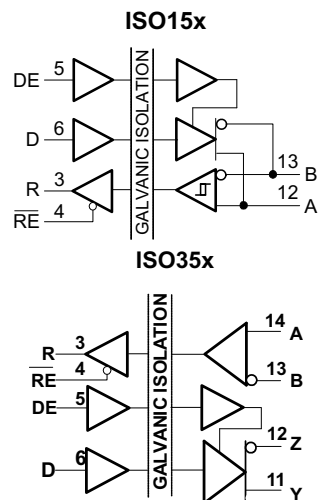 ISO15x
DE 5
D 6
R 3
RE 4
GALVANIC ISOLATION
13 B
12 A
ISO35x
R 3
RE 4
DE 5
D 6
GALVANIC ISOLATION
14 A
13 B
12 Z
11 Y